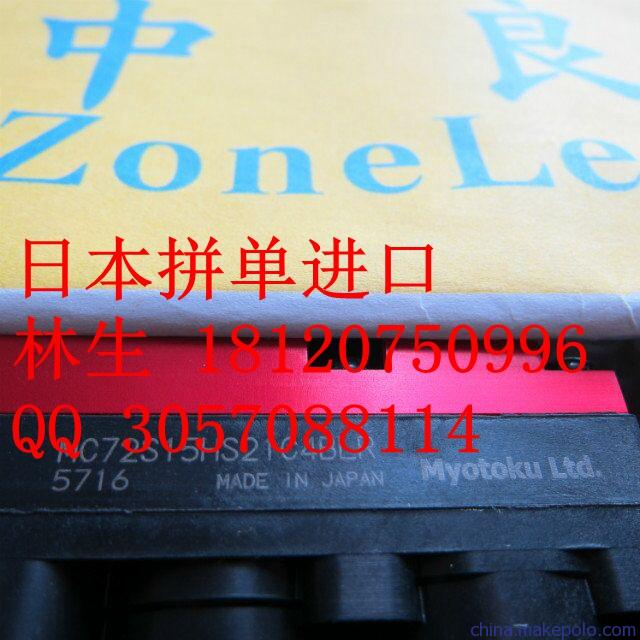 中 良
ZoneLe
日本拼单进口
林生 18120750996
QQ 3057088114
5716 MADE IN JAPAN Myotoku Ltd.
china.makepolo.com